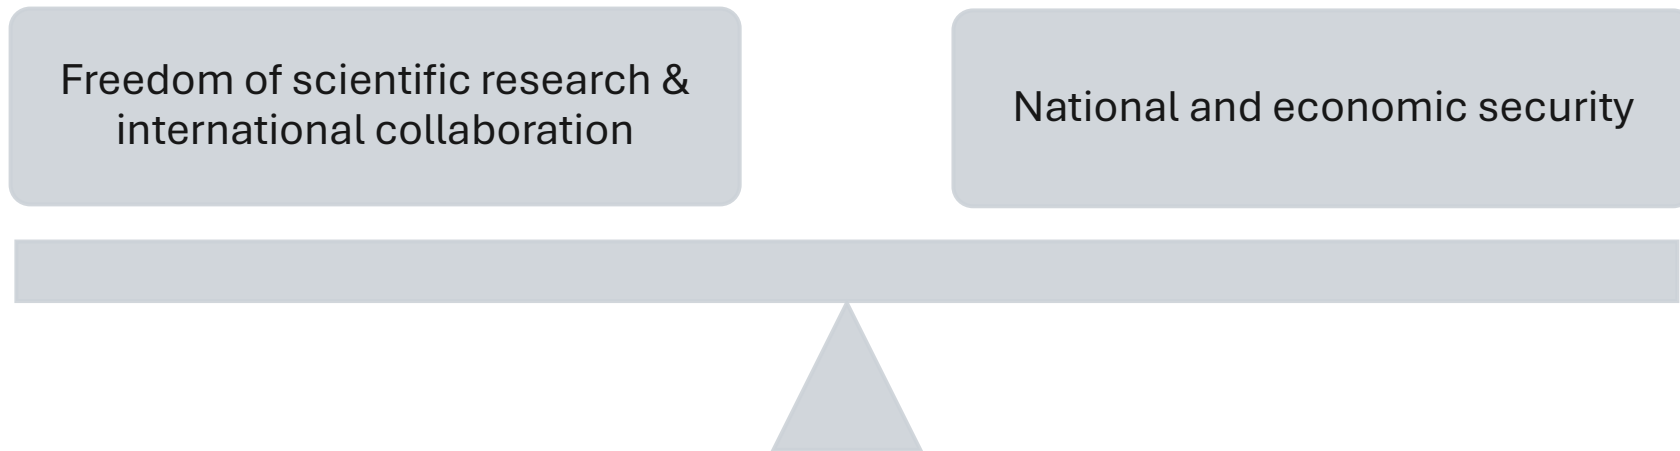 Freedom of scientific research &
international collaboration
National and economic security